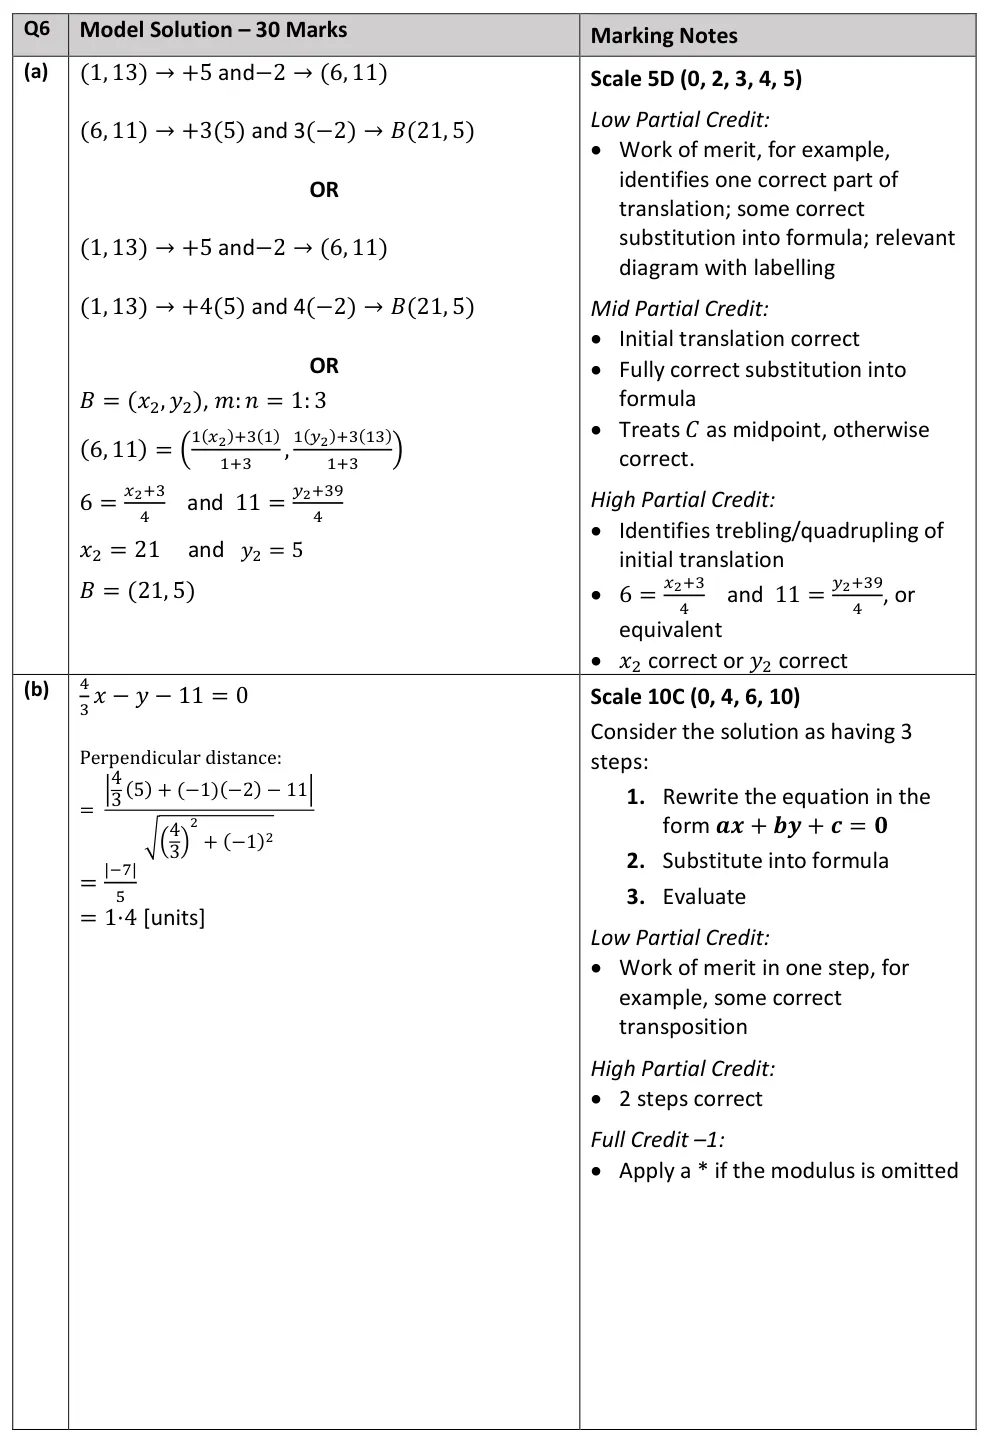 Q6 Model Solution – 30 Marks Marking Notes
(a)
(1, 13) → +5 and−2 → (6, 11)
(6, 11) → +3(5) and 3(−2) → B(21, 5)
OR
(1, 13) → +5 and−2 → (6, 11)
(1, 13) → +4(5) and 4(−2) → B(21, 5)
OR
B = (x₂, y₂), m: n = 1: 3
(6, 11) = ((1(x₂)+3(1))/(1+3), (1(y₂)+3(13))/(1+3))
6 = (x₂+3)/4 and 11 = (y₂+39)/4
x₂ = 21 and y₂ = 5
B = (21, 5)
Scale 5D (0, 2, 3, 4, 5)
Low Partial Credit:
• Work of merit, for example,
identifies one correct part of
translation; some correct
substitution into formula; relevant
diagram with labelling
Mid Partial Credit:
• Initial translation correct
• Fully correct substitution into
formula
• Treats C as midpoint, otherwise
correct.
High Partial Credit:
• Identifies trebling/quadrupling of
initial translation
• 6 = (x₂+3)/4 and 11 = (y₂+39)/4, or
equivalent
• x₂ correct or y₂ correct
(b)
4/3 x − y − 11 = 0
Perpendicular distance:
= |4/3 (5) + (−1)(−2) − 11| / √((4/3)² + (−1)²)
= |−7|/5
= 1·4 [units]
Scale 10C (0, 4, 6, 10)
Consider the solution as having 3
steps:
1. Rewrite the equation in the
form ax + by + c = 0
2. Substitute into formula
3. Evaluate
Low Partial Credit:
• Work of merit in one step, for
example, some correct
transposition
High Partial Credit:
• 2 steps correct
Full Credit –1:
• Apply a * if the modulus is omitted